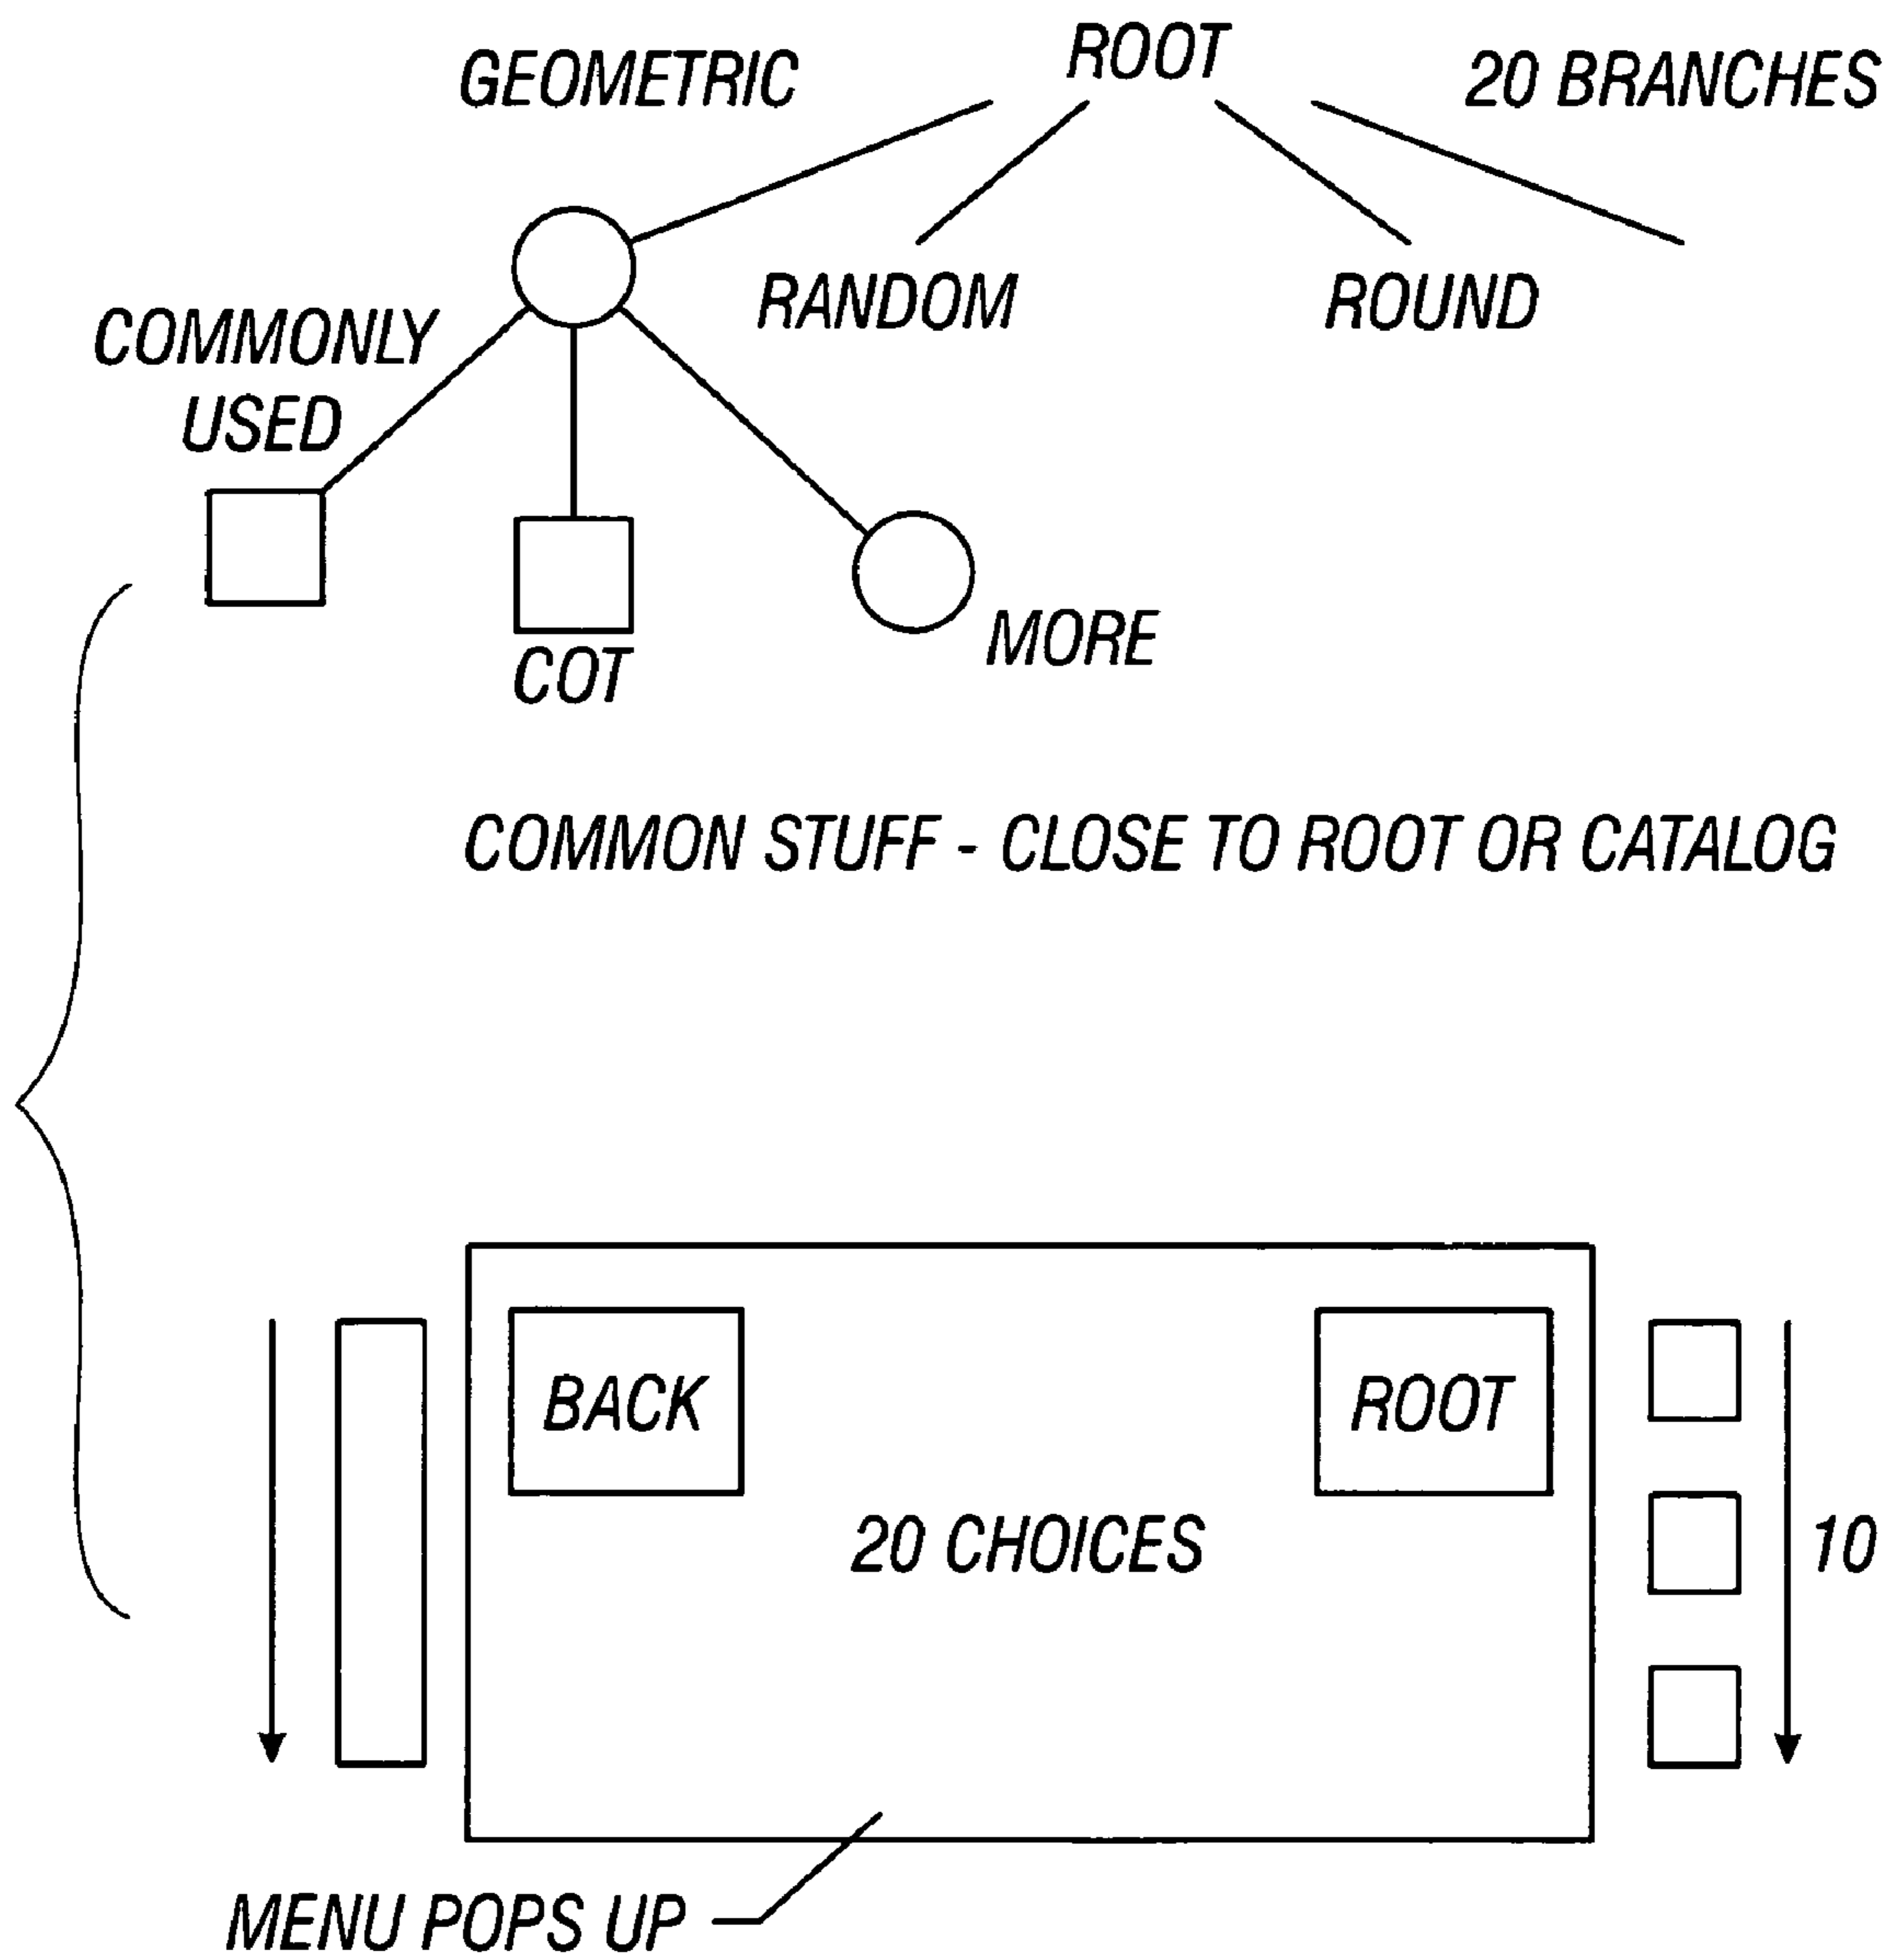 GEOMETRIC
ROOT
20 BRANCHES
RANDOM
ROUND
COMMONLY
USED
COT
MORE
COMMON STUFF - CLOSE TO ROOT OR CATALOG
BACK
ROOT
20 CHOICES
10
MENU POPS UP